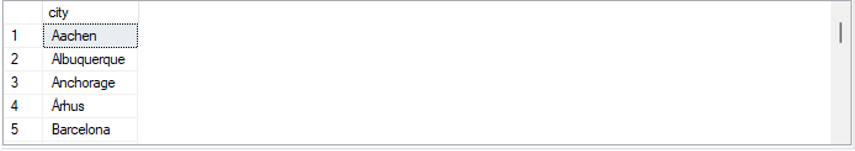 city
1 Aachen
2 Albuquerque
3 Anchorage
4 Århus
5 Barcelona